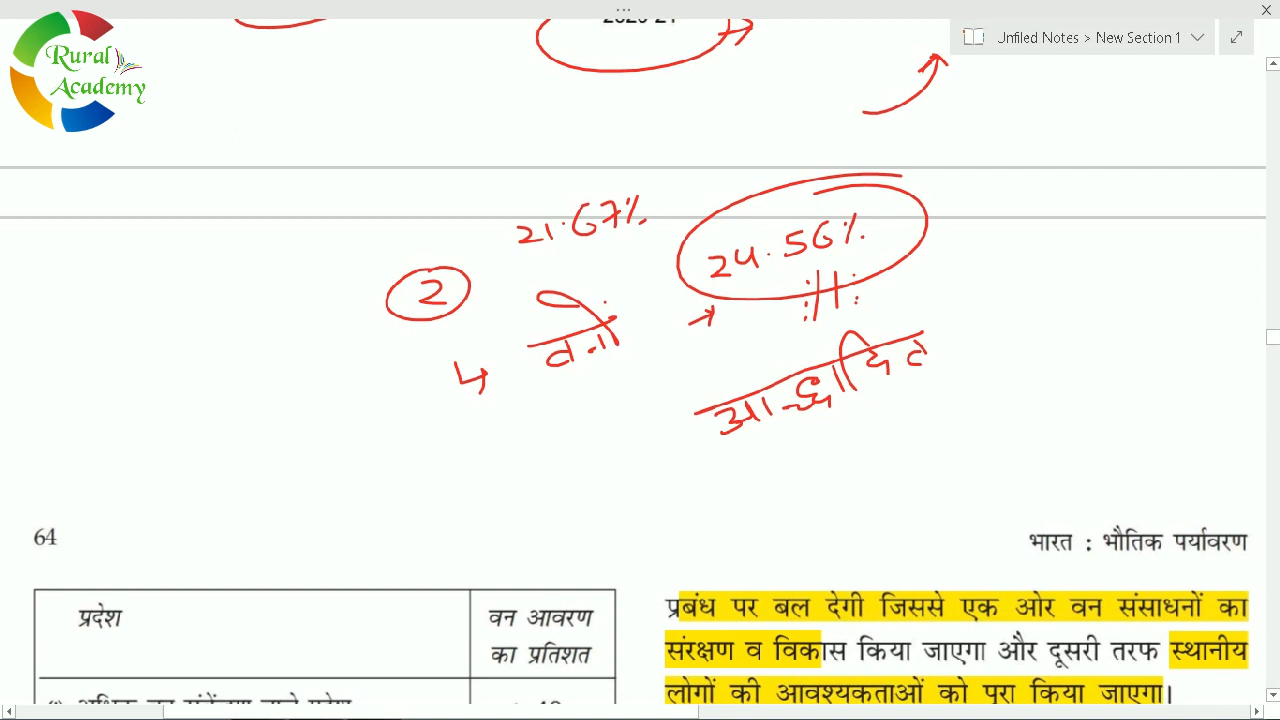 Rural
Academy
Unfiled Notes > New Section 1
21.67%
24.56%
2
वनों
आच्छादित
64
भारत : भौतिक पर्यावरण
प्रदेश
वन आवरण
का प्रतिशत
प्रबंध पर बल देगी जिससे एक ओर वन संसाधनों का
संरक्षण व विकास किया जाएगा और दूसरी तरफ स्थानीय
लोगों की आवश्यकताओं को पूरा किया जाएगा।